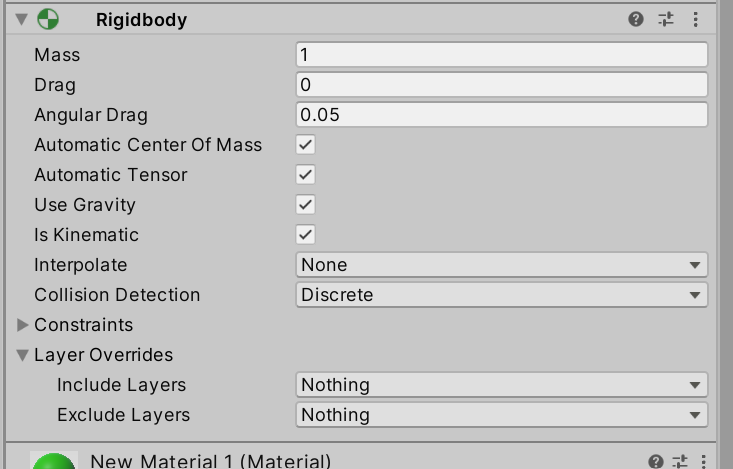 Rigidbody
Mass 1
Drag 0
Angular Drag 0.05
Automatic Center Of Mass
Automatic Tensor
Use Gravity
Is Kinematic
Interpolate None
Collision Detection Discrete
Constraints
Layer Overrides
Include Layers Nothing
Exclude Layers Nothing
New Material 1 (Material)